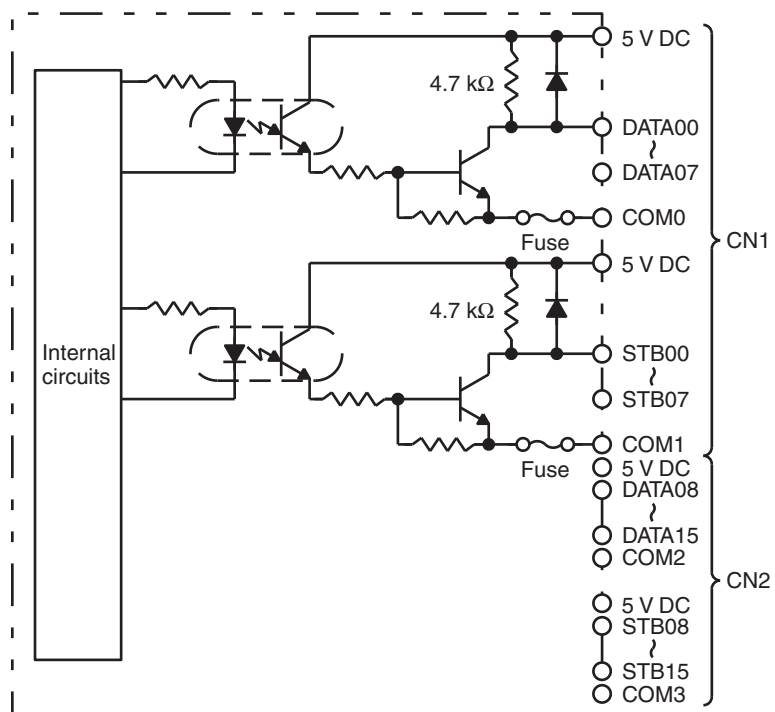 5 V DC
4.7 kΩ
DATA00
~
DATA07
COM0
Fuse
CN1
5 V DC
4.7 kΩ
Internal
circuits
STB00
~
STB07
COM1
Fuse
5 V DC
DATA08
~
DATA15
COM2
CN2
5 V DC
STB08
~
STB15
COM3